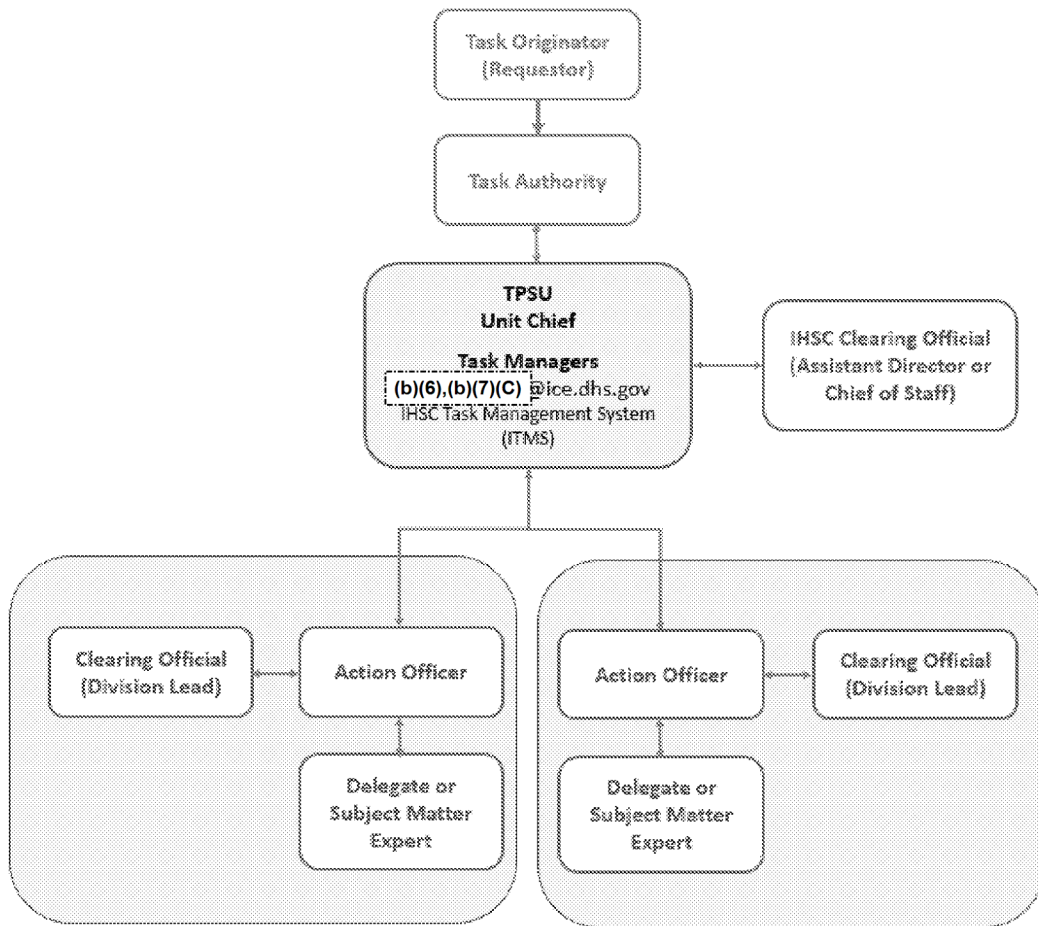 Task Originator
(Requestor)
Task Authority
TPSU
Unit Chief
Task Managers
(b)(6),(b)(7)(C)@ice.dhs.gov
IHSC Task Management System
(ITMS)
IHSC Clearing Official
(Assistant Director or
Chief of Staff)
Clearing Official
(Division Lead)
Action Officer
Delegate or
Subject Matter
Expert
Action Officer
Clearing Official
(Division Lead)
Delegate or
Subject Matter
Expert